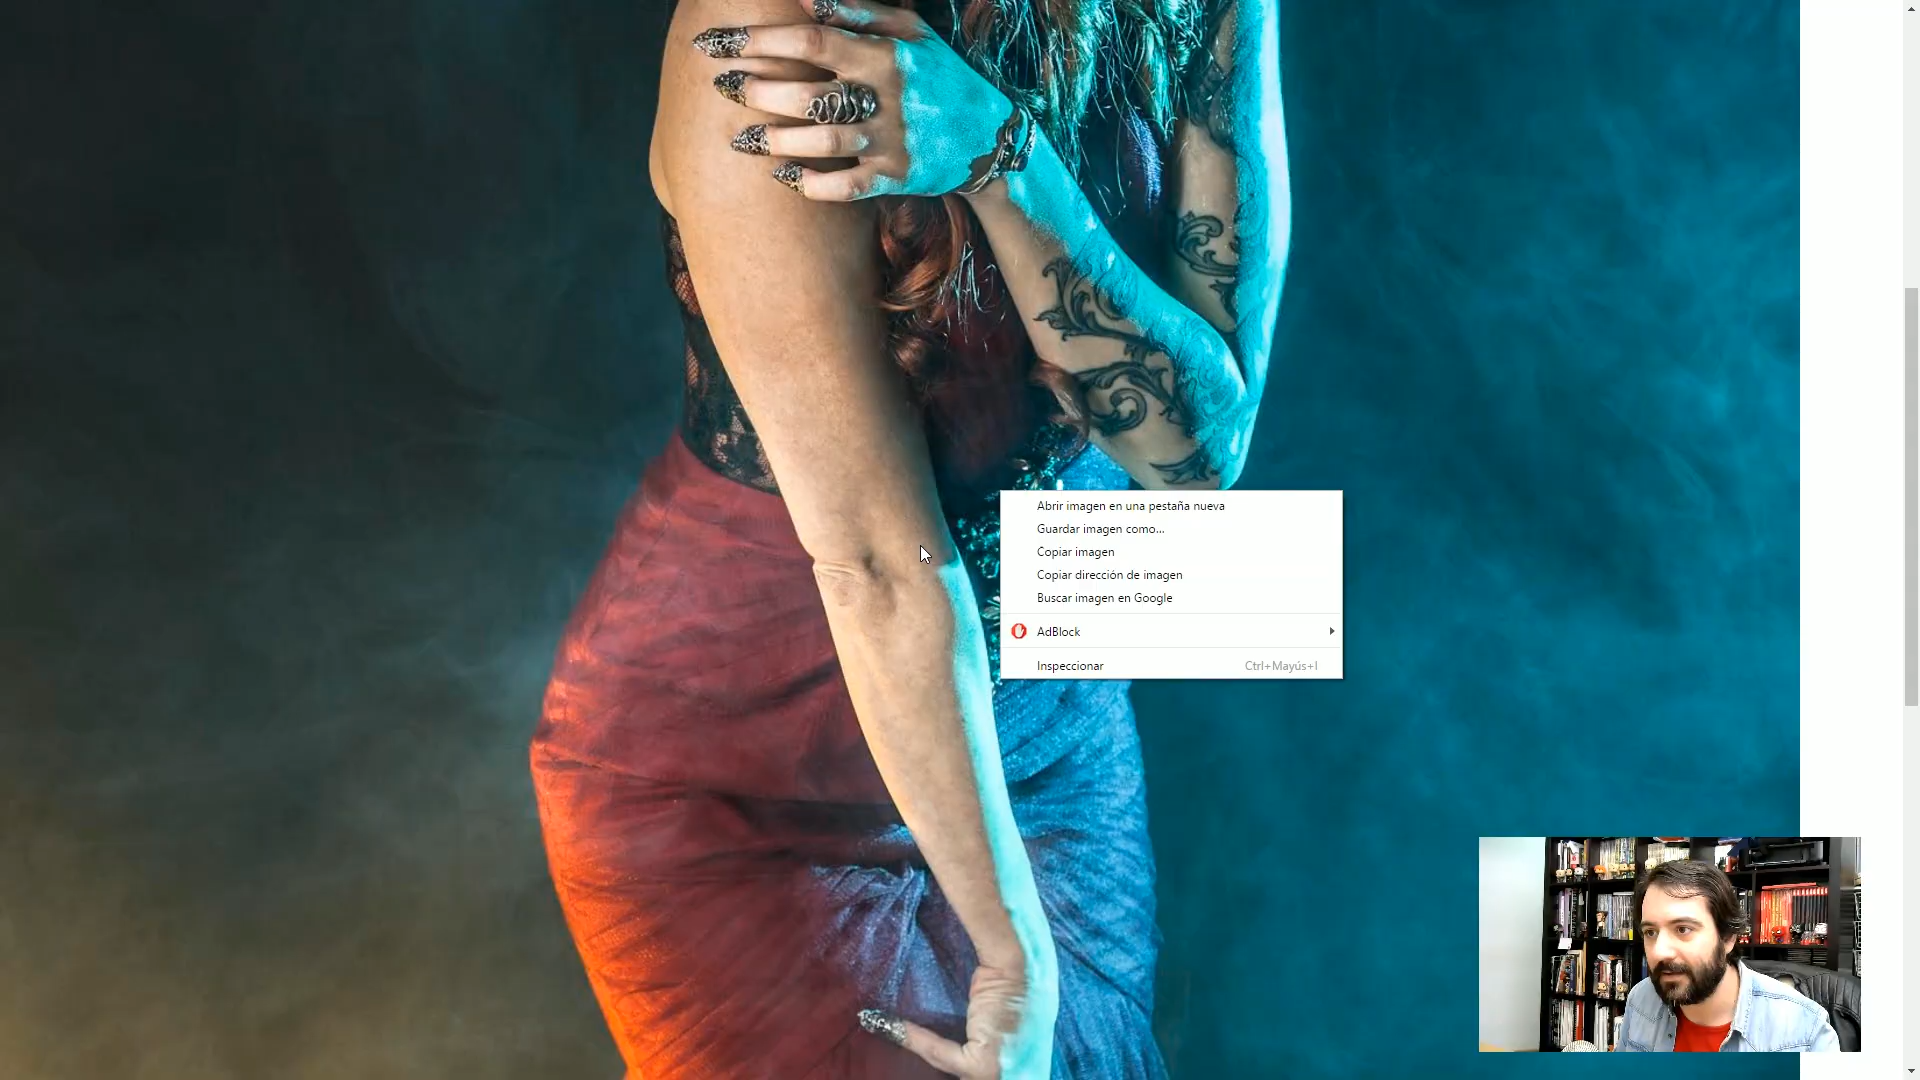 Abrir imagen en una pestaña nueva
Guardar imagen como...
Copiar imagen
Copiar dirección de imagen
Buscar imagen en Google
AdBlock
Inspeccionar Ctrl+Mayús+I